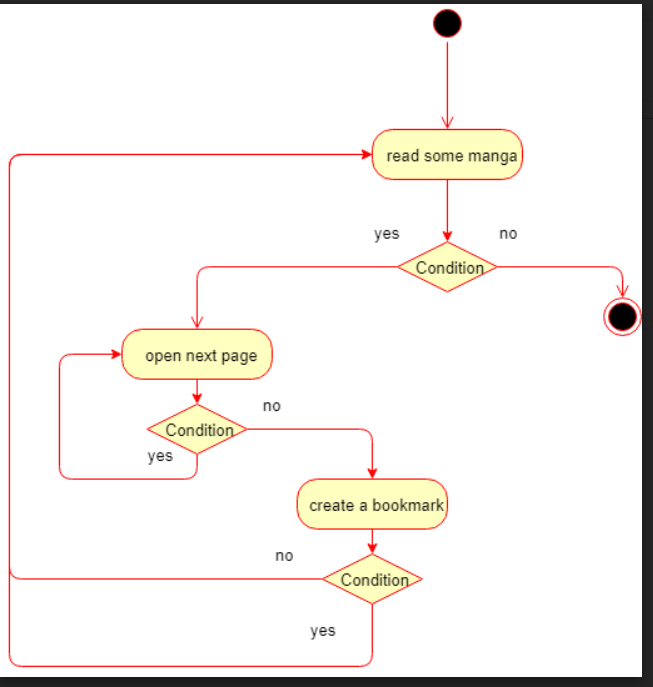 read some manga
yes
no
Condition
open next page
no
Condition
yes
create a bookmark
no
Condition
yes